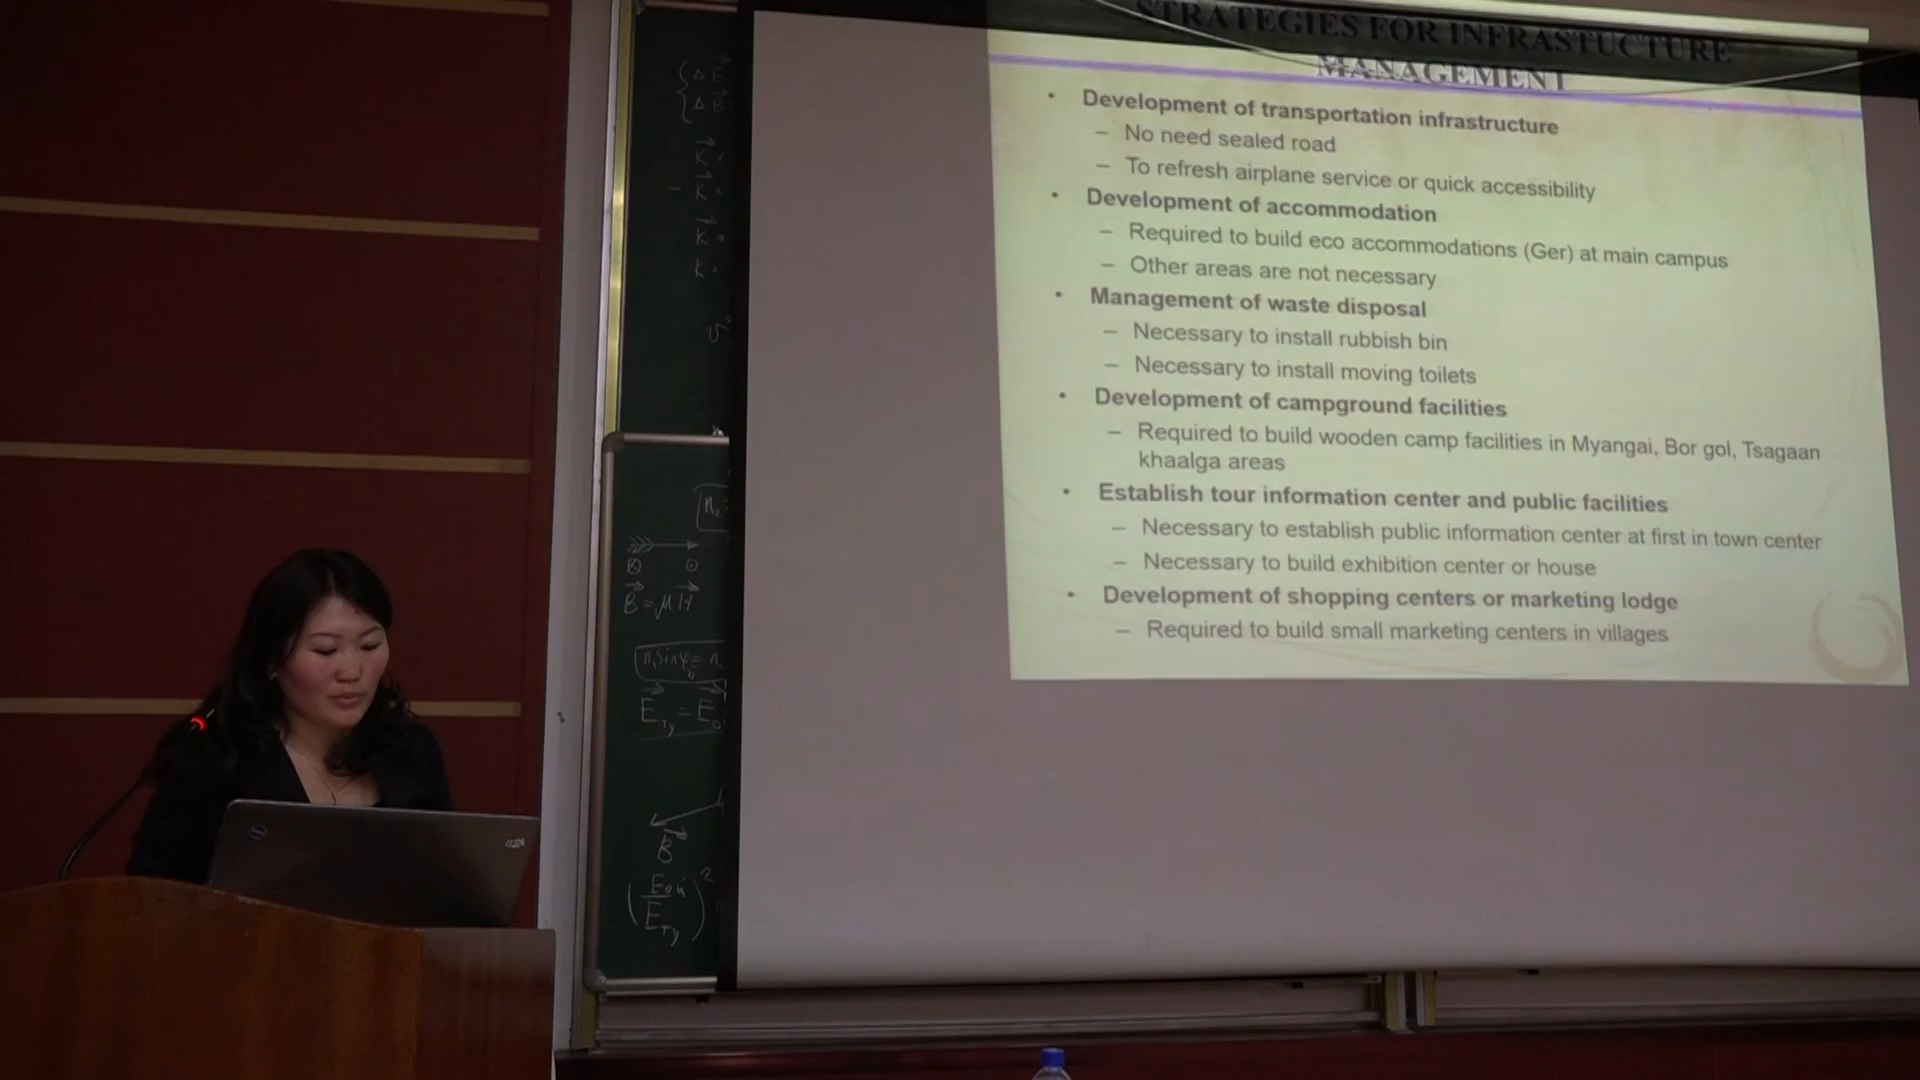 STRATEGIES FOR INFRASTUCTURE
MANAGEMENT
• Development of transportation infrastructure
– No need sealed road
– To refresh airplane service or quick accessibility
• Development of accommodation
– Required to build eco accommodations (Ger) at main campus
– Other areas are not necessary
• Management of waste disposal
– Necessary to install rubbish bin
– Necessary to install moving toilets
• Development of campground facilities
– Required to build wooden camp facilities in Myangai, Bor gol, Tsagaan
khaalga areas
• Establish tour information center and public facilities
– Necessary to establish public information center at first in town center
– Necessary to build exhibition center or house
• Development of shopping centers or marketing lodge
– Required to build small marketing centers in villages
B = μH